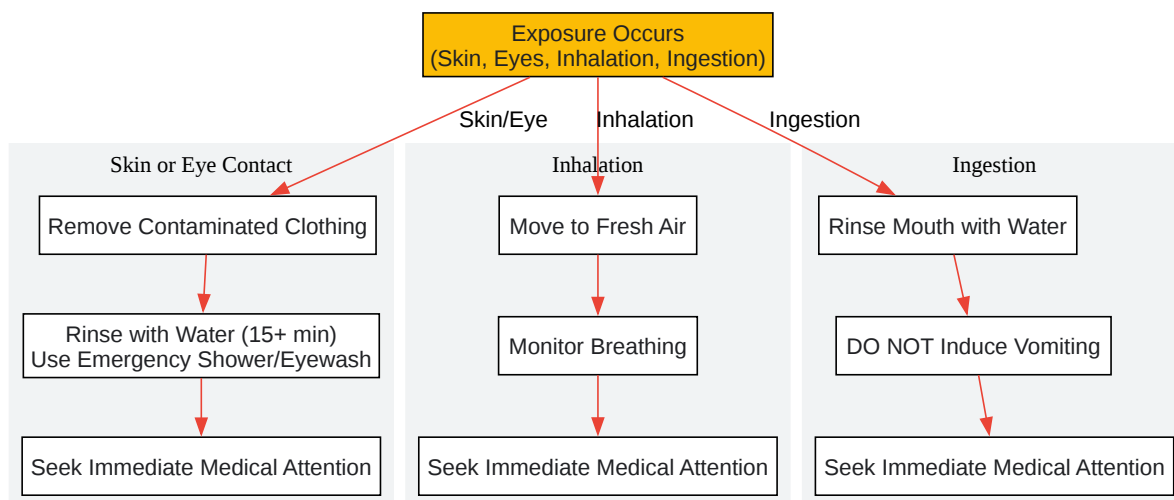 Exposure Occurs
(Skin, Eyes, Inhalation, Ingestion)
Skin/Eye
Inhalation
Ingestion
Skin or Eye Contact
Remove Contaminated Clothing
Rinse with Water (15+ min)
Use Emergency Shower/Eyewash
Seek Immediate Medical Attention
Inhalation
Move to Fresh Air
Monitor Breathing
Seek Immediate Medical Attention
Ingestion
Rinse Mouth with Water
DO NOT Induce Vomiting
Seek Immediate Medical Attention